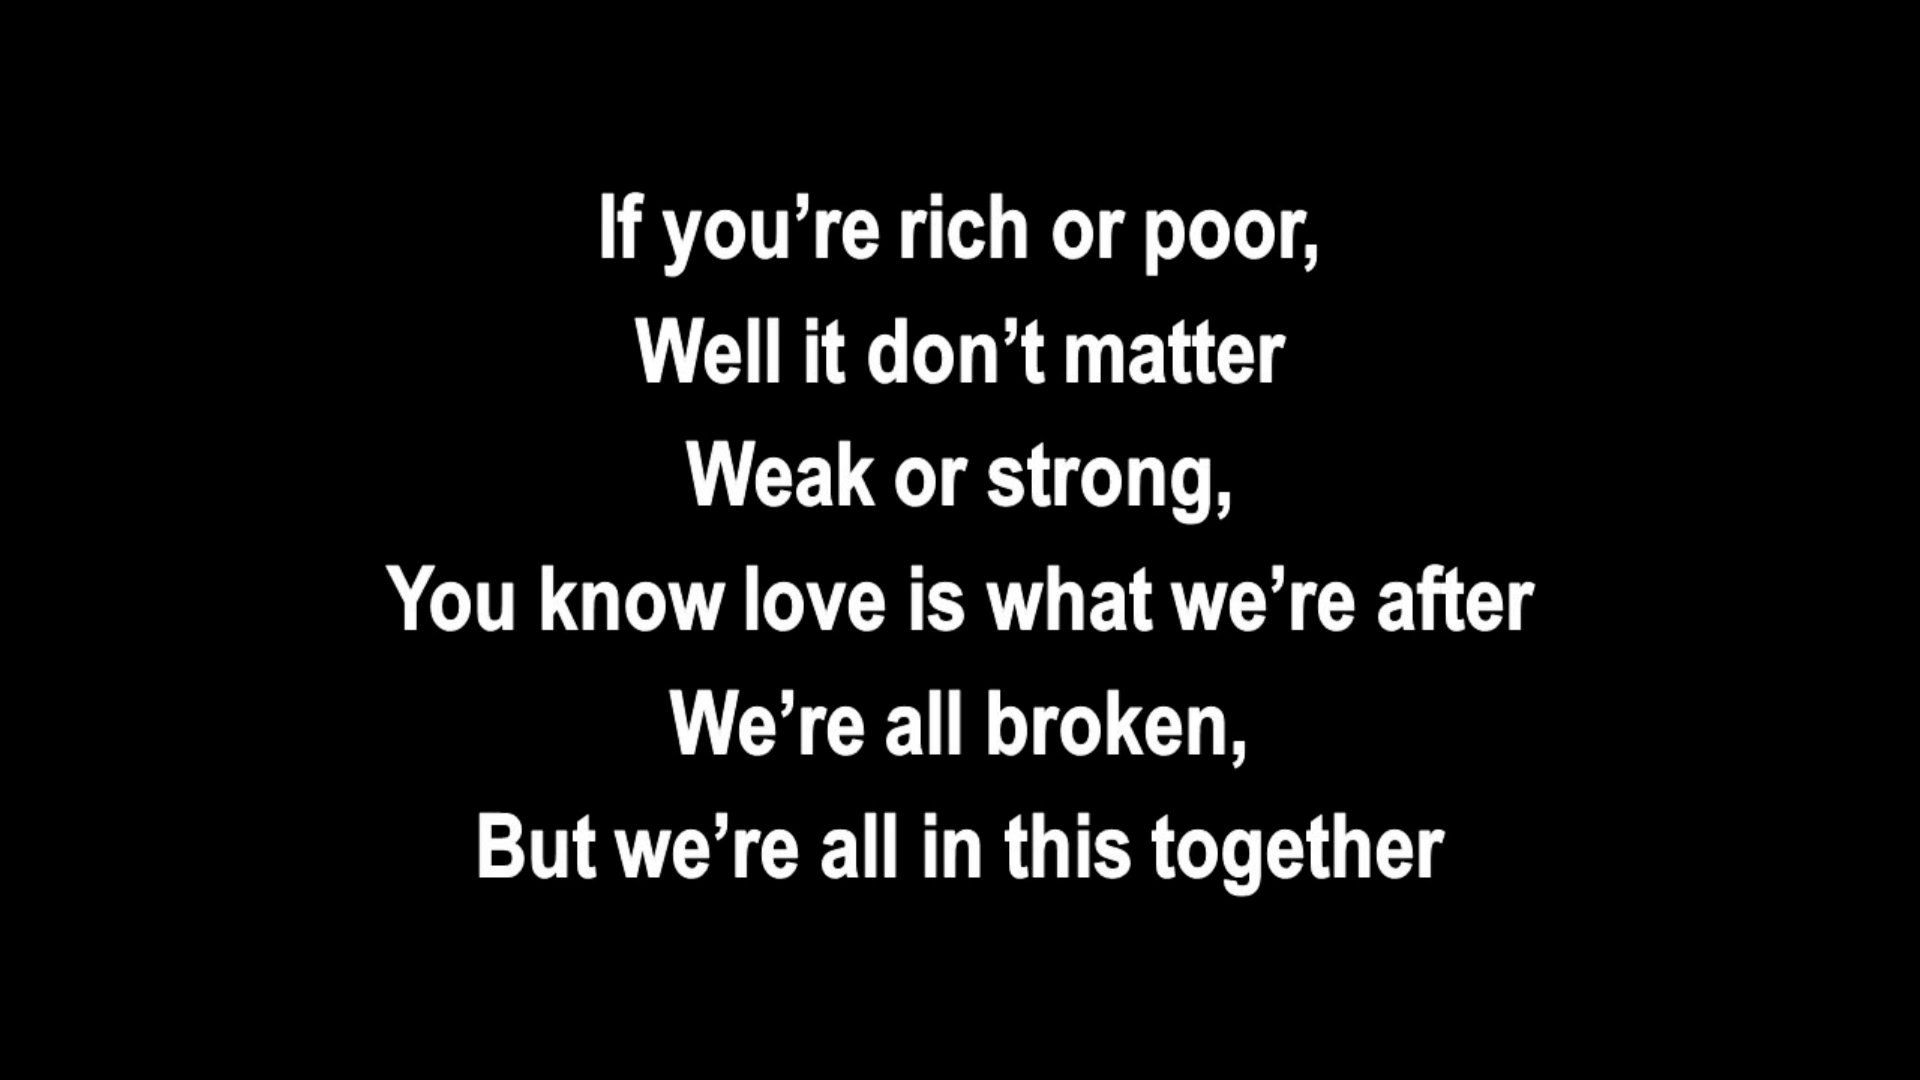 If you’re rich or poor,
Well it don’t matter
Weak or strong,
You know love is what we’re after
We’re all broken,
But we’re all in this together